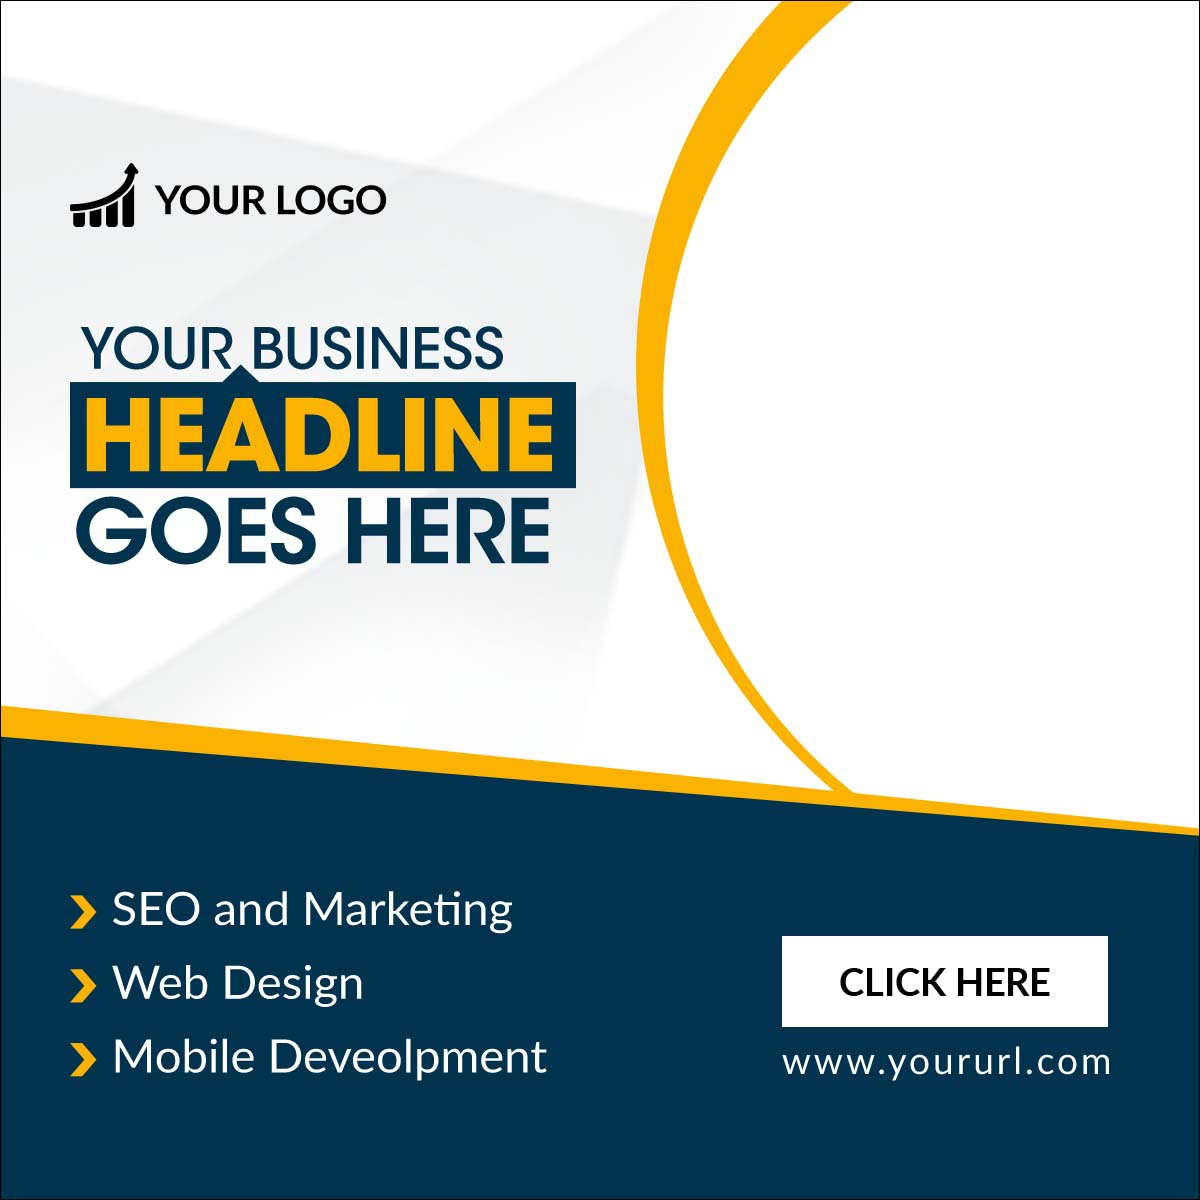 YOUR LOGO
YOUR BUSINESS
HEADLINE
GOES HERE
SEO and Marketing
Web Design
Mobile Deveolpment
CLICK HERE
www.yoururl.com